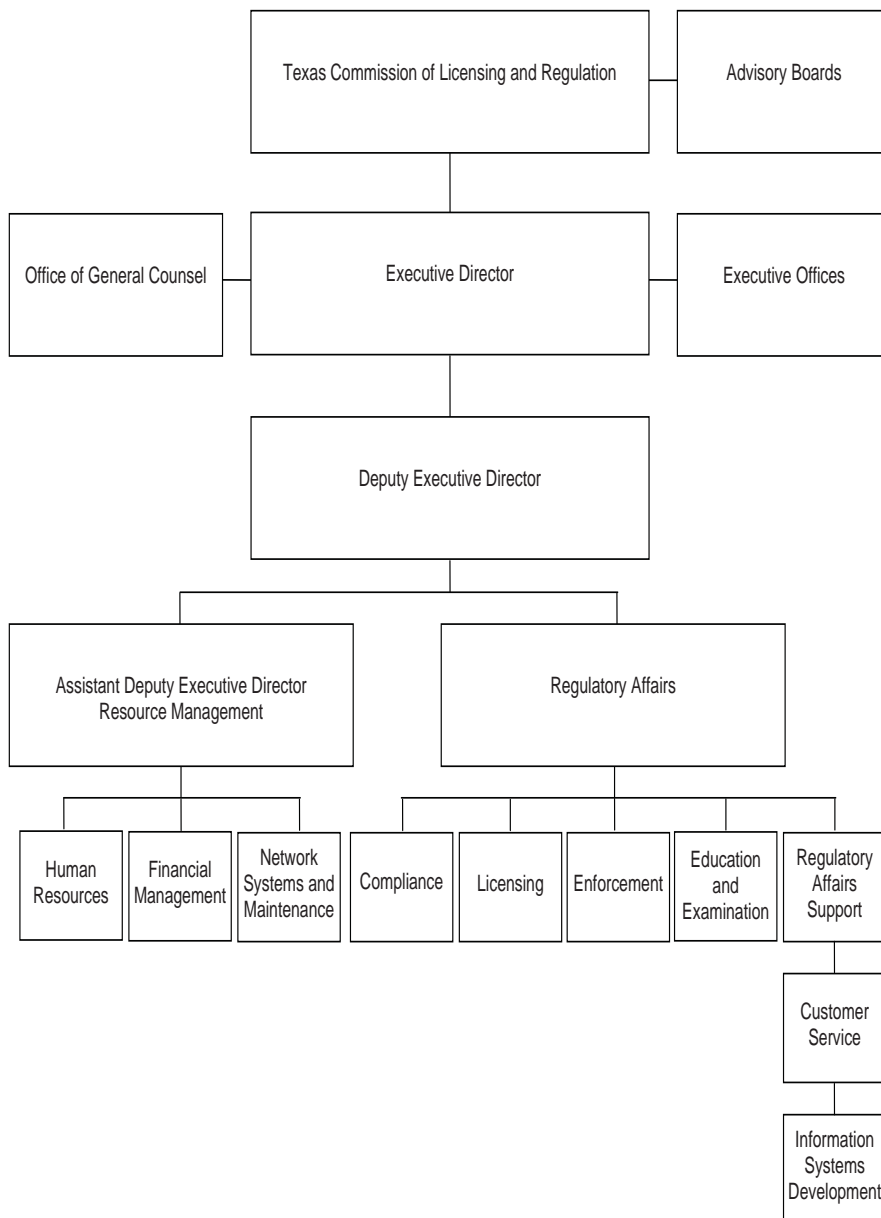 Texas Commission of Licensing and Regulation
Advisory Boards
Office of General Counsel
Executive Director
Executive Offices
Deputy Executive Director
Assistant Deputy Executive Director
Resource Management
Regulatory Affairs
Human
Resources
Financial
Management
Network
Systems and
Maintenance
Compliance
Licensing
Enforcement
Education
and
Examination
Regulatory
Affairs
Support
Customer
Service
Information
Systems
Development